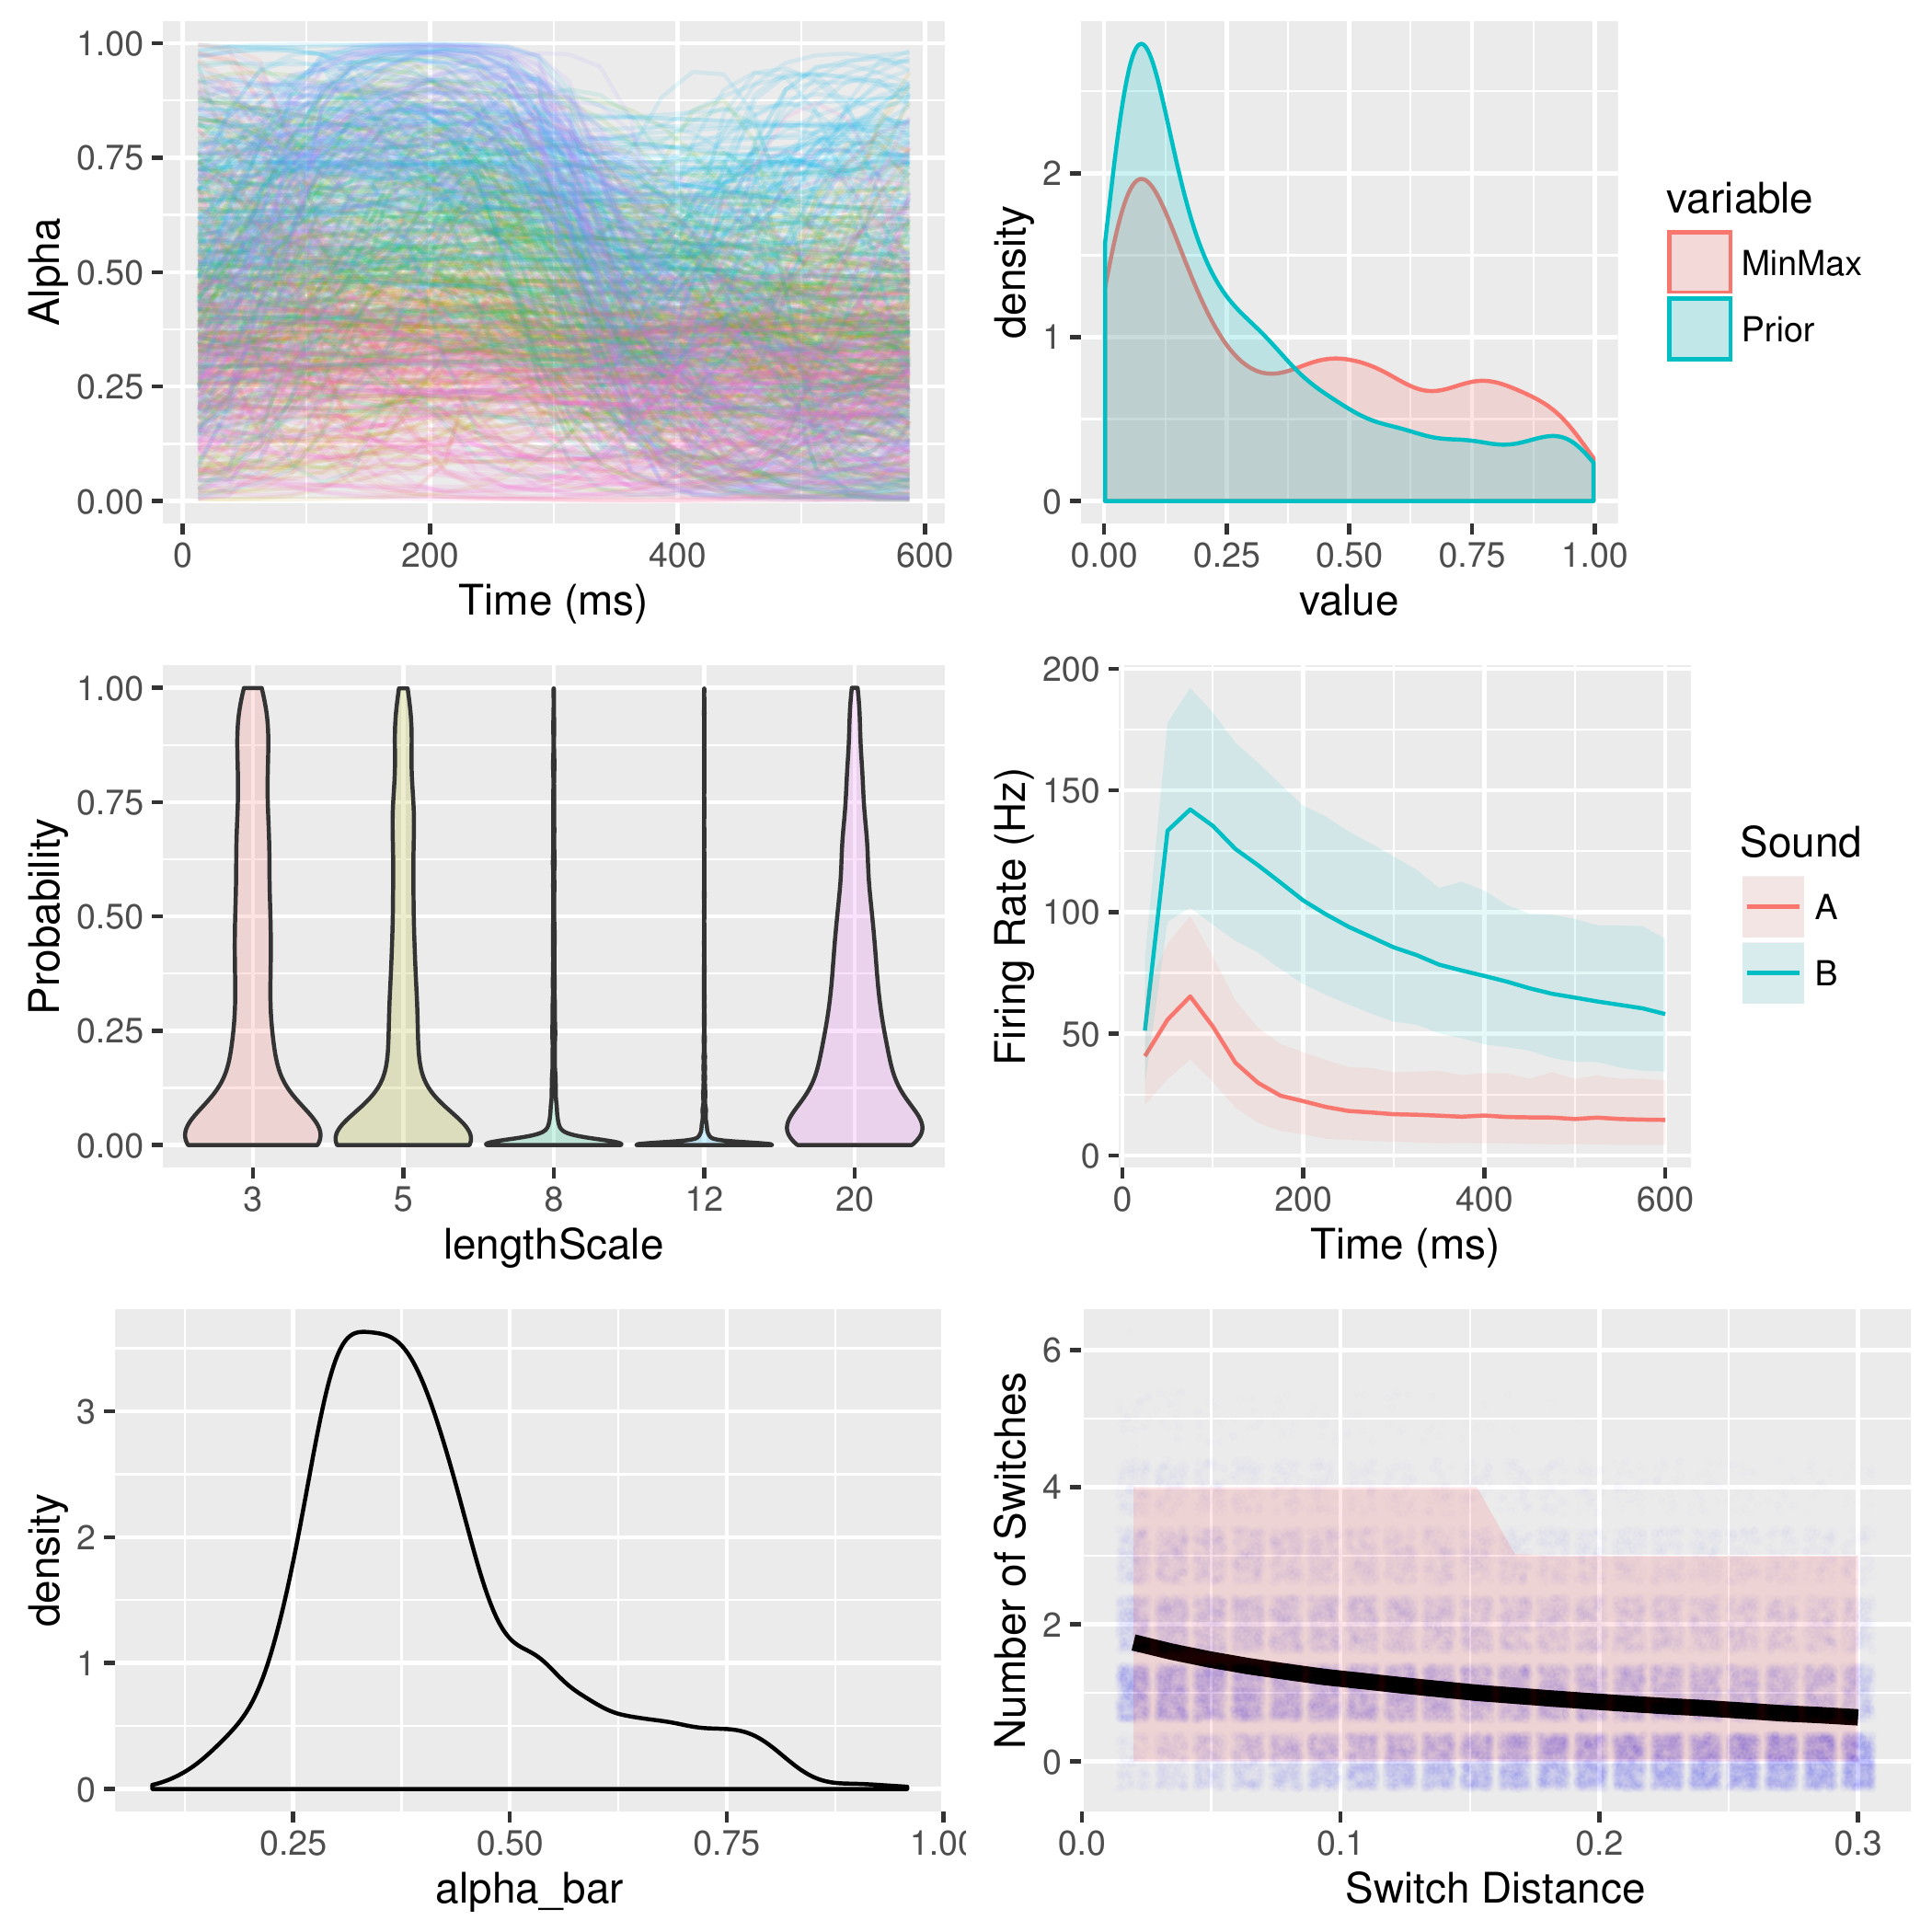 1.00
0.75
0.50
0.25
0.00
Alpha
0
200
400
600
Time (ms)
2
1
0
density
0.00
0.25
0.50
0.75
1.00
value
variable
MinMax
Prior
1.00
0.75
0.50
0.25
0.00
Probability
3
5
8
12
20
lengthScale
200
150
100
50
0
Firing Rate (Hz)
0
200
400
600
Time (ms)
Sound
A
B
3
2
1
0
density
0.25
0.50
0.75
1.00
alpha_bar
6
4
2
0
Number of Switches
0.0
0.1
0.2
0.3
Switch Distance